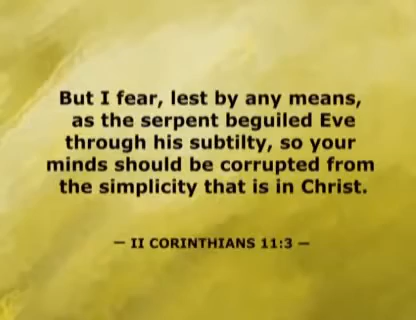 But I fear, lest by any means,
as the serpent beguiled Eve
through his subtilty, so your
minds should be corrupted from
the simplicity that is in Christ.
— II CORINTHIANS 11:3 —